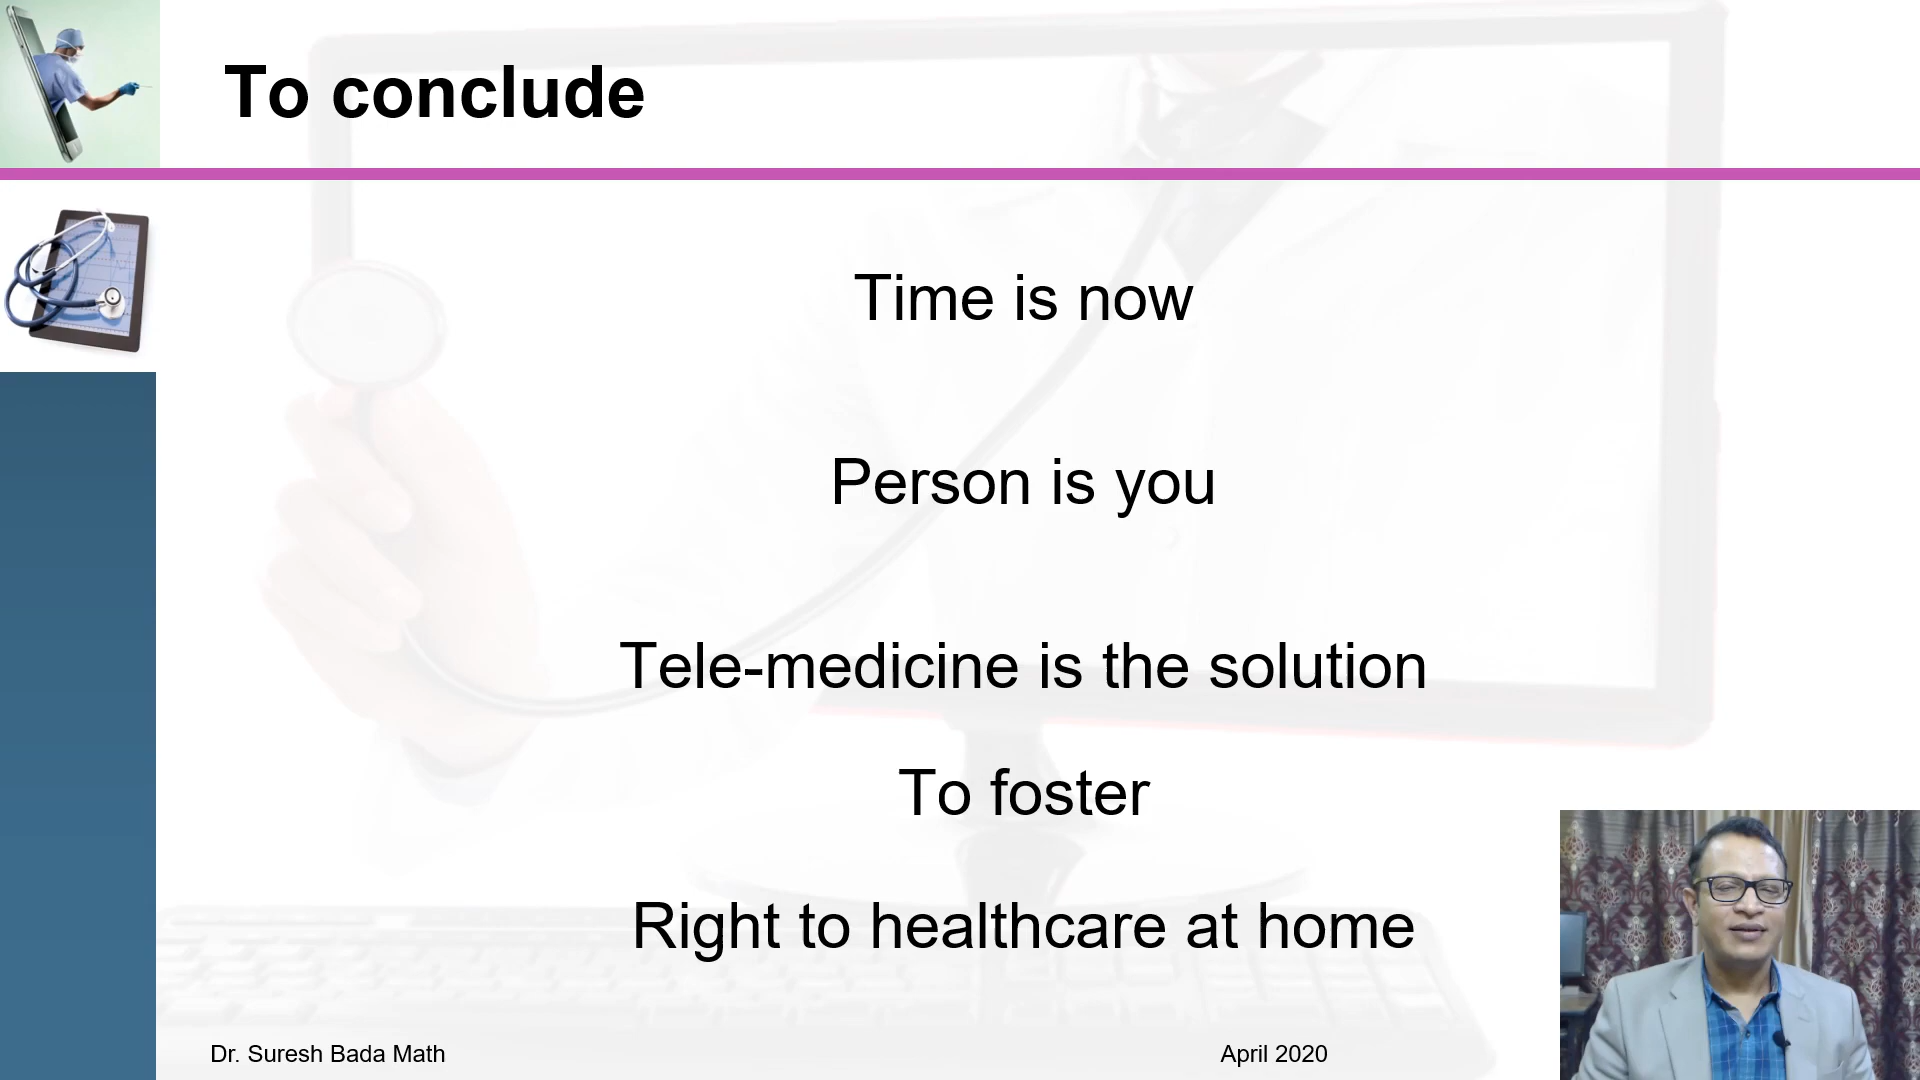 To conclude
Time is now
Person is you
Tele-medicine is the solution
To foster
Right to healthcare at home
Dr. Suresh Bada Math
April 2020